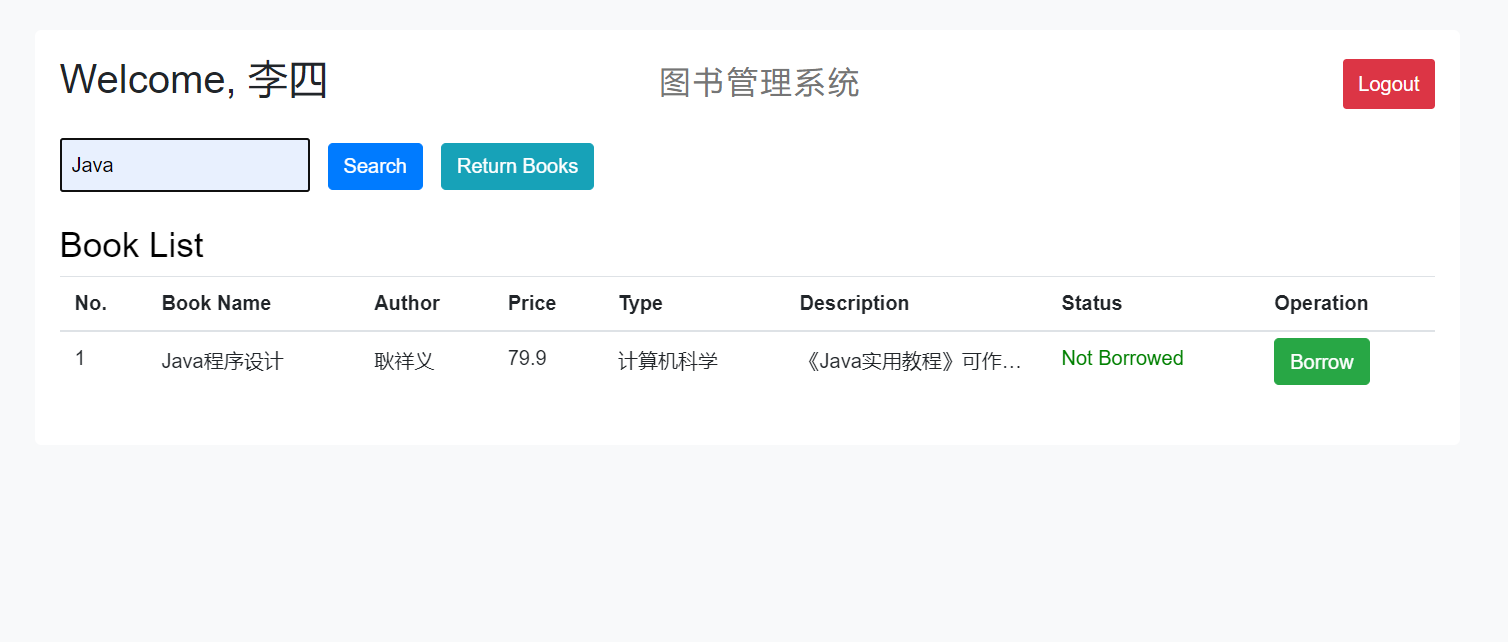 Welcome, 李四 图书管理系统 Logout
Java Search Return Books
Book List
No. Book Name Author Price Type Description Status Operation
1 Java程序设计 耿祥义 79.9 计算机科学 《Java实用教程》可作… Not Borrowed Borrow